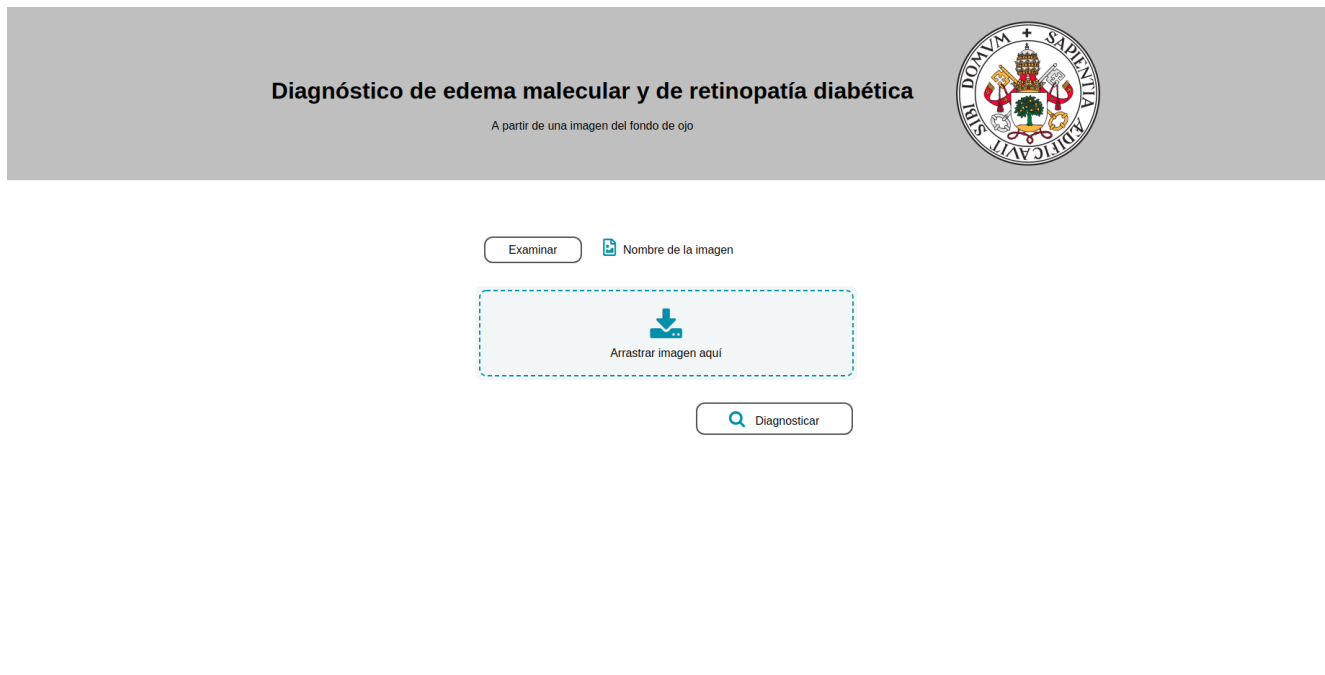 Diagnóstico de edema malecular y de retinopatía diabética
A partir de una imagen del fondo de ojo
SAPIENTIA ÆDIFICAVIT SIBI DOMVM
Examinar
Nombre de la imagen
Arrastrar imagen aquí
Diagnosticar